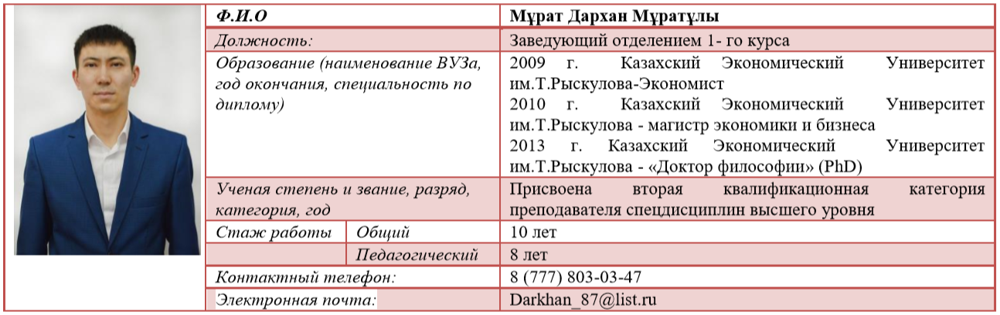 Ф.И.О
Мұрат Дархан Мұратұлы
Должность:
Заведующий отделением 1- го курса
Образование (наименование ВУЗа,
год окончания, специальность по
диплому)
2009 г. Казахский Экономический Университет
им.Т.Рыскулова-Экономист
2010 г. Казахский Экономический Университет
им.Т.Рыскулова - магистр экономики и бизнеса
2013 г. Казахский Экономический Университет
им.Т.Рыскулова - «Доктор философии» (PhD)
Ученая степень и звание, разряд,
категория, год
Присвоена вторая квалификационная категория
преподавателя спецдисциплин высшего уровня
Стаж работы
Общий
10 лет
Педагогический
8 лет
Контактный телефон:
8 (777) 803-03-47
Электронная почта:
Darkhan_87@list.ru